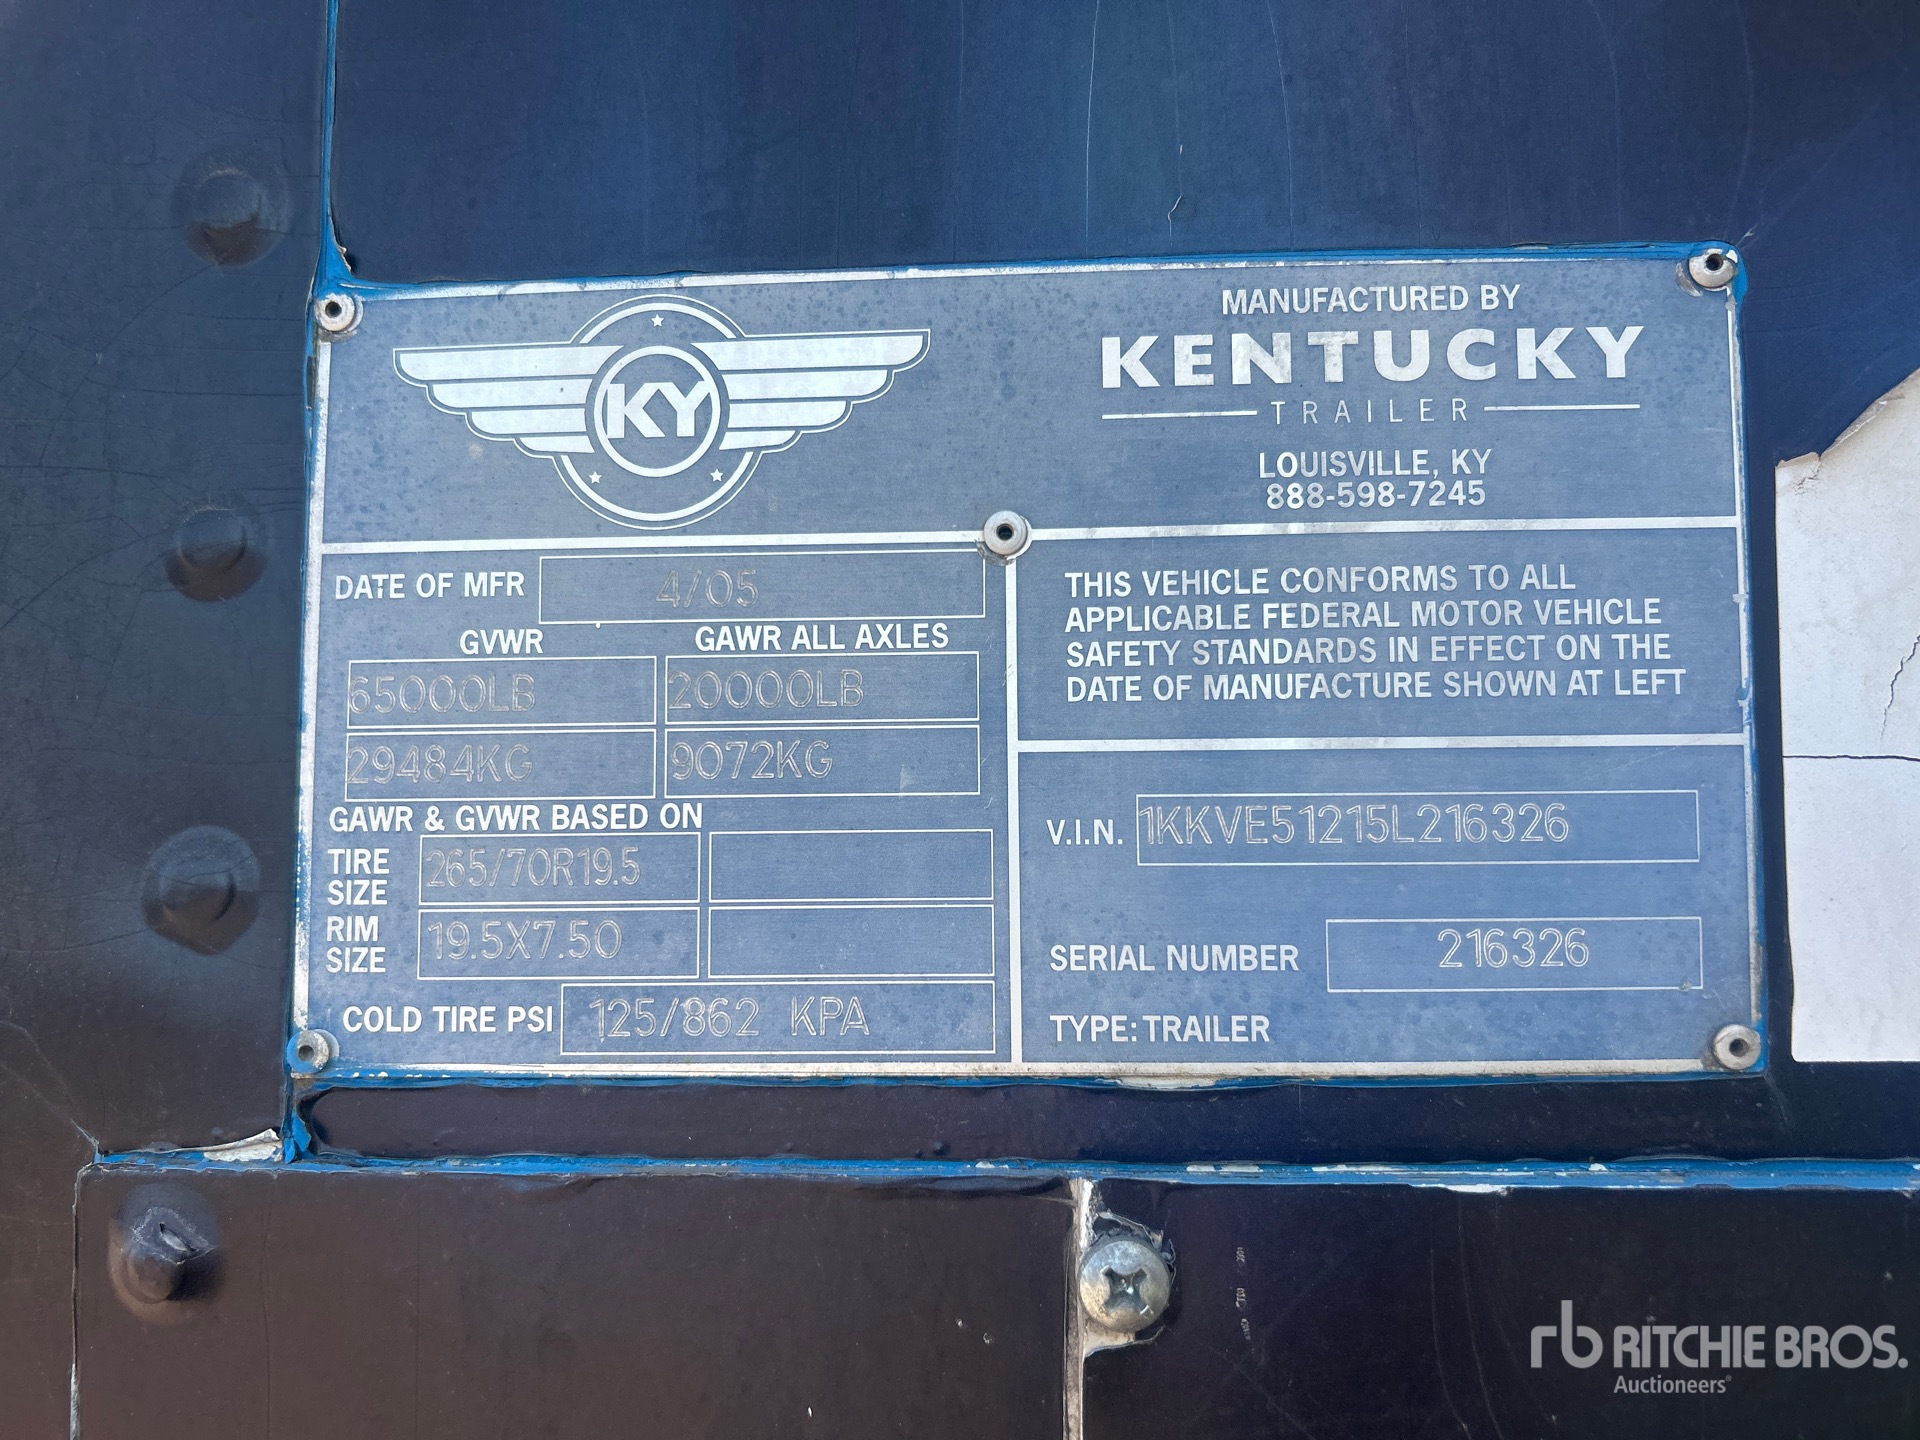 KY
MANUFACTURED BY
KENTUCKY
TRAILER
LOUISVILLE, KY
888-598-7245
DATE OF MFR 4/05
GVWR GAWR ALL AXLES
65000LB 20000LB
29484KG 9072KG
GAWR & GVWR BASED ON
TIRE SIZE 265/70R19.5
RIM SIZE 19.5X7.50
COLD TIRE PSI 125/862 KPA
THIS VEHICLE CONFORMS TO ALL
APPLICABLE FEDERAL MOTOR VEHICLE
SAFETY STANDARDS IN EFFECT ON THE
DATE OF MANUFACTURE SHOWN AT LEFT
V.I.N. 1KKVE51215L216326
SERIAL NUMBER 216326
TYPE: TRAILER
rb RITCHIE BROS.
Auctioneers